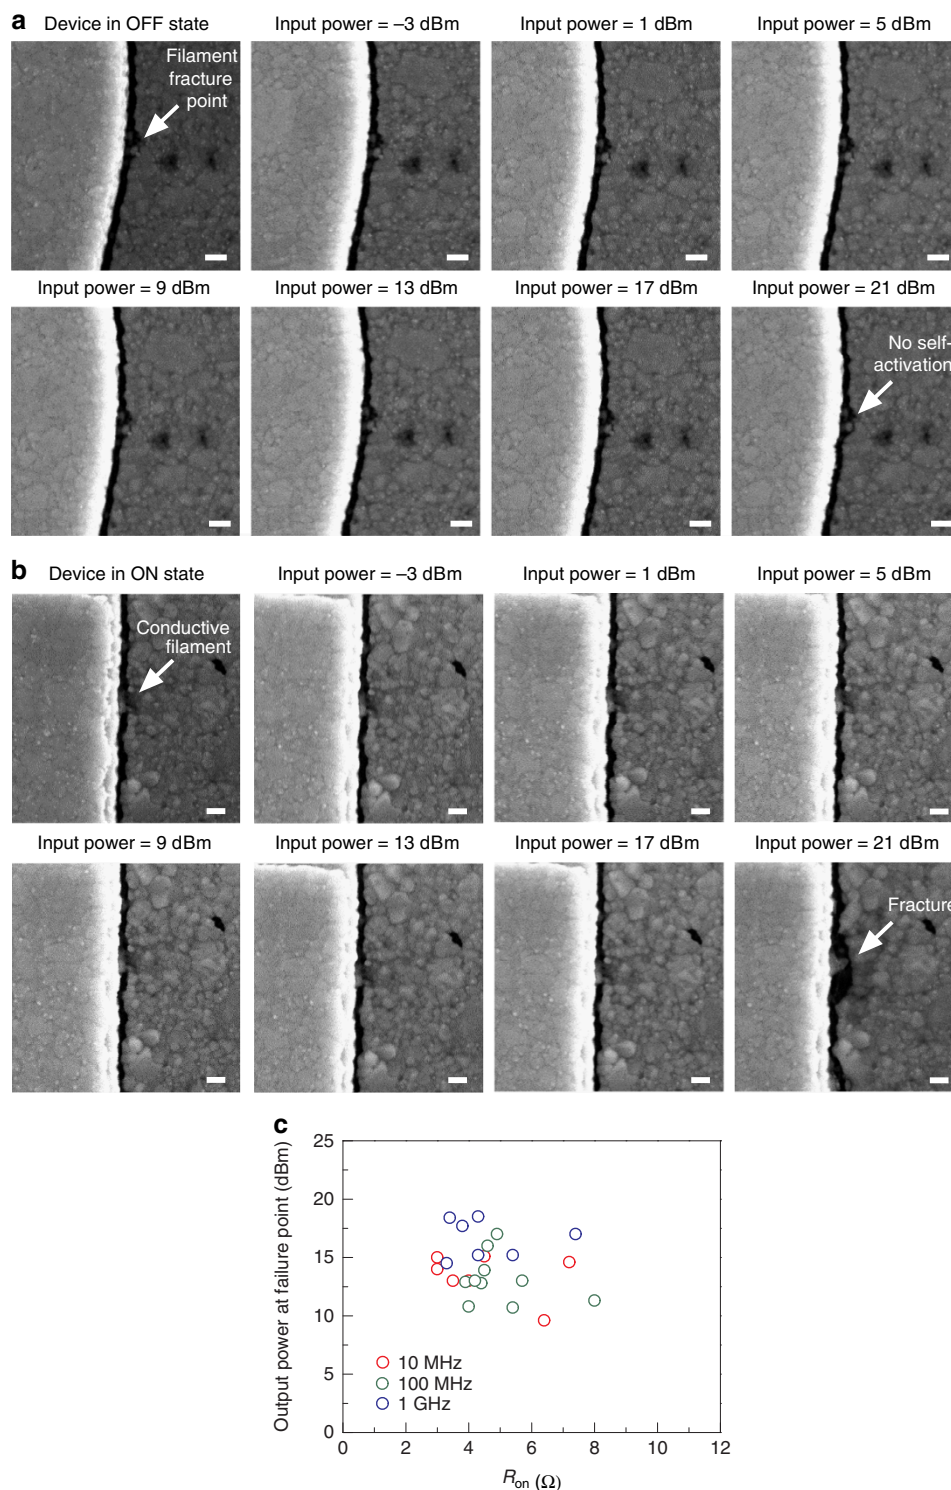 a
Device in OFF state
Input power = –3 dBm
Input power = 1 dBm
Input power = 5 dBm
Filament
fracture
point
Input power = 9 dBm
Input power = 13 dBm
Input power = 17 dBm
Input power = 21 dBm
No self-
activation
b
Device in ON state
Input power = –3 dBm
Input power = 1 dBm
Input power = 5 dBm
Conductive
filament
Input power = 9 dBm
Input power = 13 dBm
Input power = 17 dBm
Input power = 21 dBm
Fracture
c
Output power at failure point (dBm)
25
20
15
10
5
0
10 MHz
100 MHz
1 GHz
0 2 4 6 8 10 12
Ron (Ω)